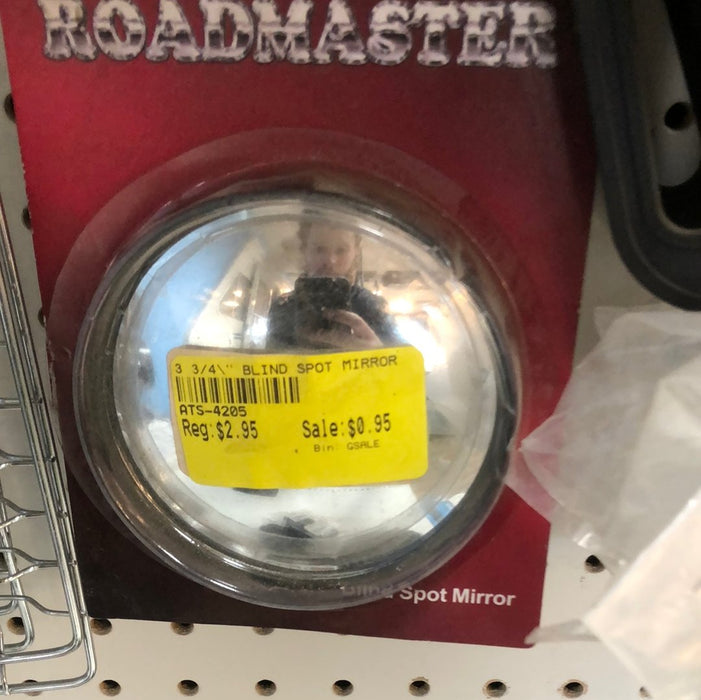 ROADMASTER
3 3/4\" BLIND SPOT MIRROR
ATS-4205
Reg:$2.95 Sale:$0.95
Bin: GSALE
Blind Spot Mirror